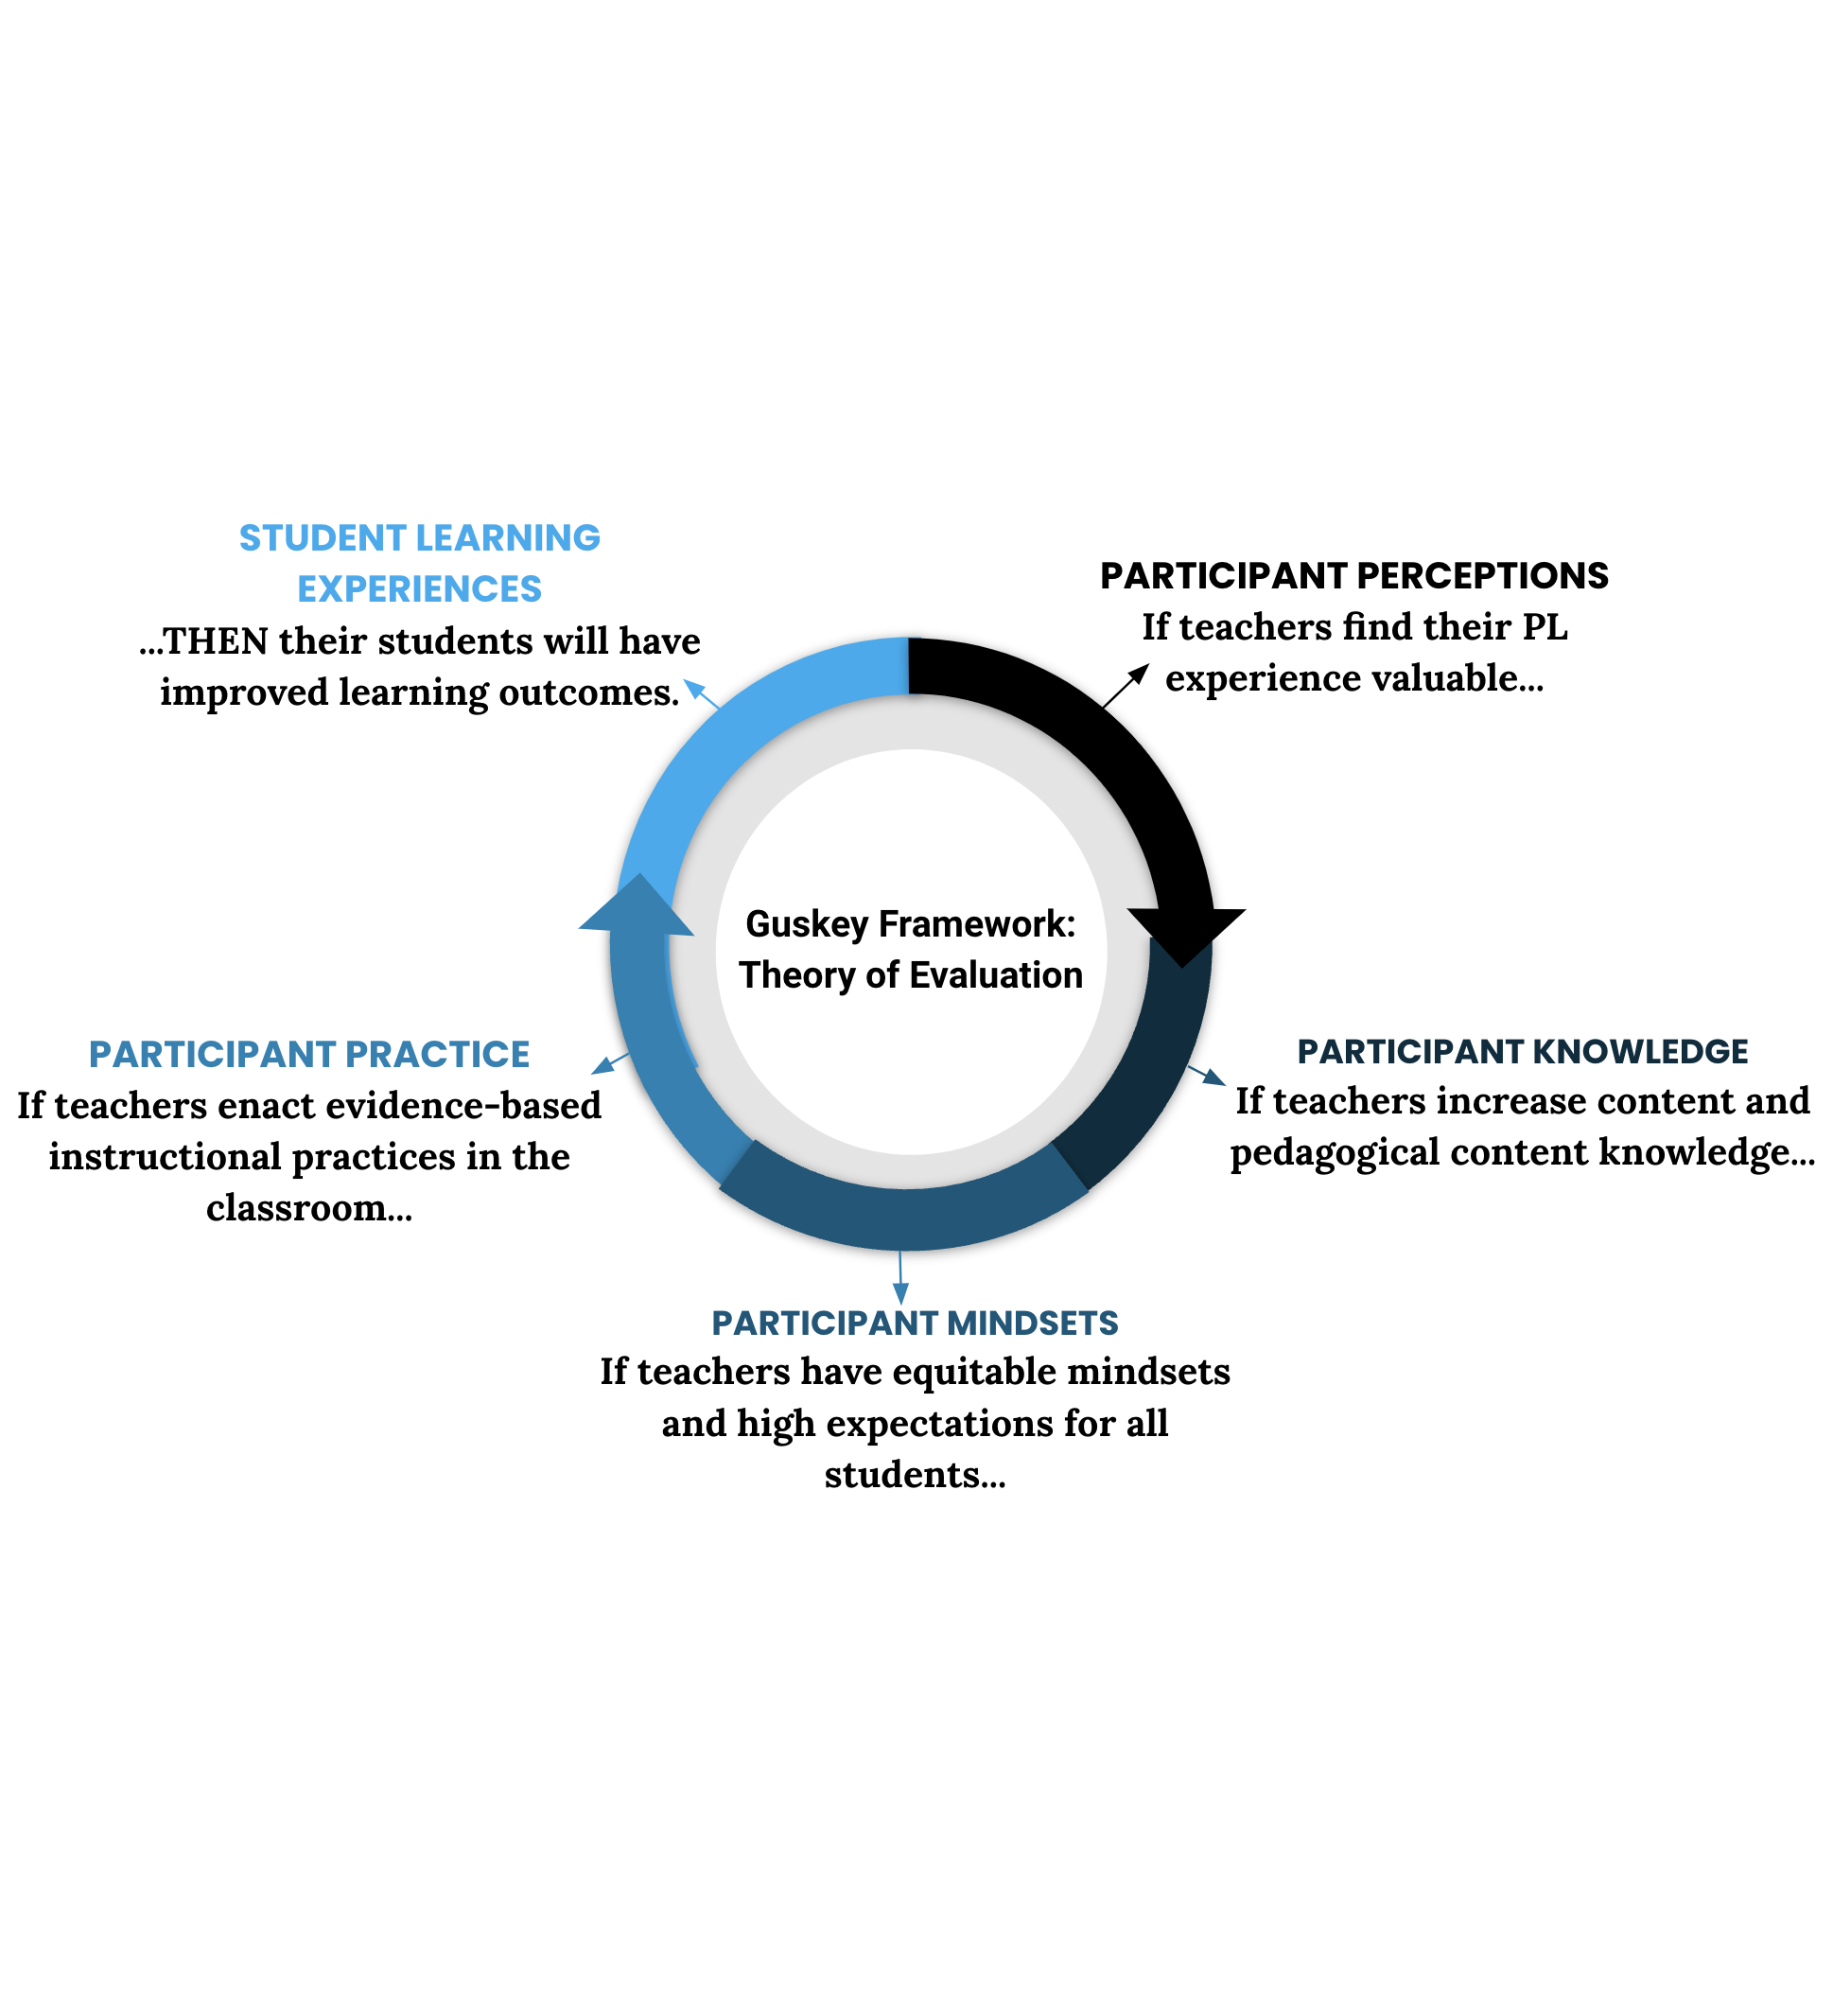 STUDENT LEARNING
EXPERIENCES
...THEN their students will have
improved learning outcomes.
PARTICIPANT PERCEPTIONS
If teachers find their PL
experience valuable...
Guskey Framework:
Theory of Evaluation
PARTICIPANT PRACTICE
If teachers enact evidence-based
instructional practices in the
classroom...
PARTICIPANT KNOWLEDGE
If teachers increase content and
pedagogical content knowledge...
PARTICIPANT MINDSETS
If teachers have equitable mindsets
and high expectations for all
students...